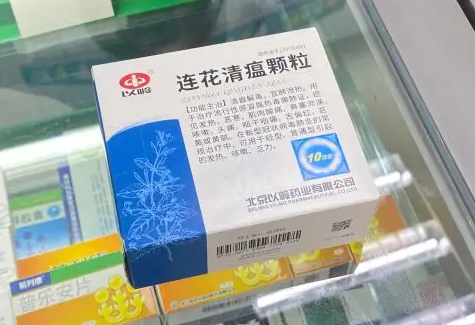 以岭
连花清瘟颗粒
【功能主治】清瘟解毒，宣肺泄热。用
于治疗流行性感冒属热毒袭肺证，症
见发热，恶寒，肌肉酸痛，鼻塞流涕，
咳嗽，头痛，咽干咽痛，舌偏红，苔
黄或黄腻。在新型冠状病毒肺炎的常
规治疗中，可用于轻型、普通型引起
的发热、咳嗽、乏力。
10袋装
北京以岭药业有限公司
BEIJING YILING PHARMACEUTICAL CO.,LTD
普乐安片